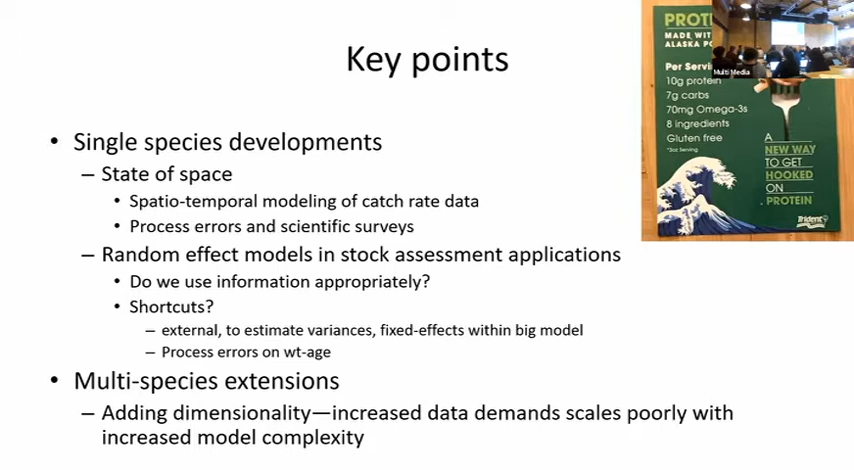 Key points
• Single species developments
– State of space
• Spatio-temporal modeling of catch rate data
• Process errors and scientific surveys
– Random effect models in stock assessment applications
• Do we use information appropriately?
• Shortcuts?
– external, to estimate variances, fixed-effects within big model
– Process errors on wt-age
• Multi-species extensions
– Adding dimensionality—increased data demands scales poorly with
increased model complexity
MADE
ALASKA
10g protein
7g carbs
70mg Omega-3s
8 ingredients
Gluten free
A
NEW WAY
TO GET
HOOKED
ON
PROTEIN
Trident
Multi Media